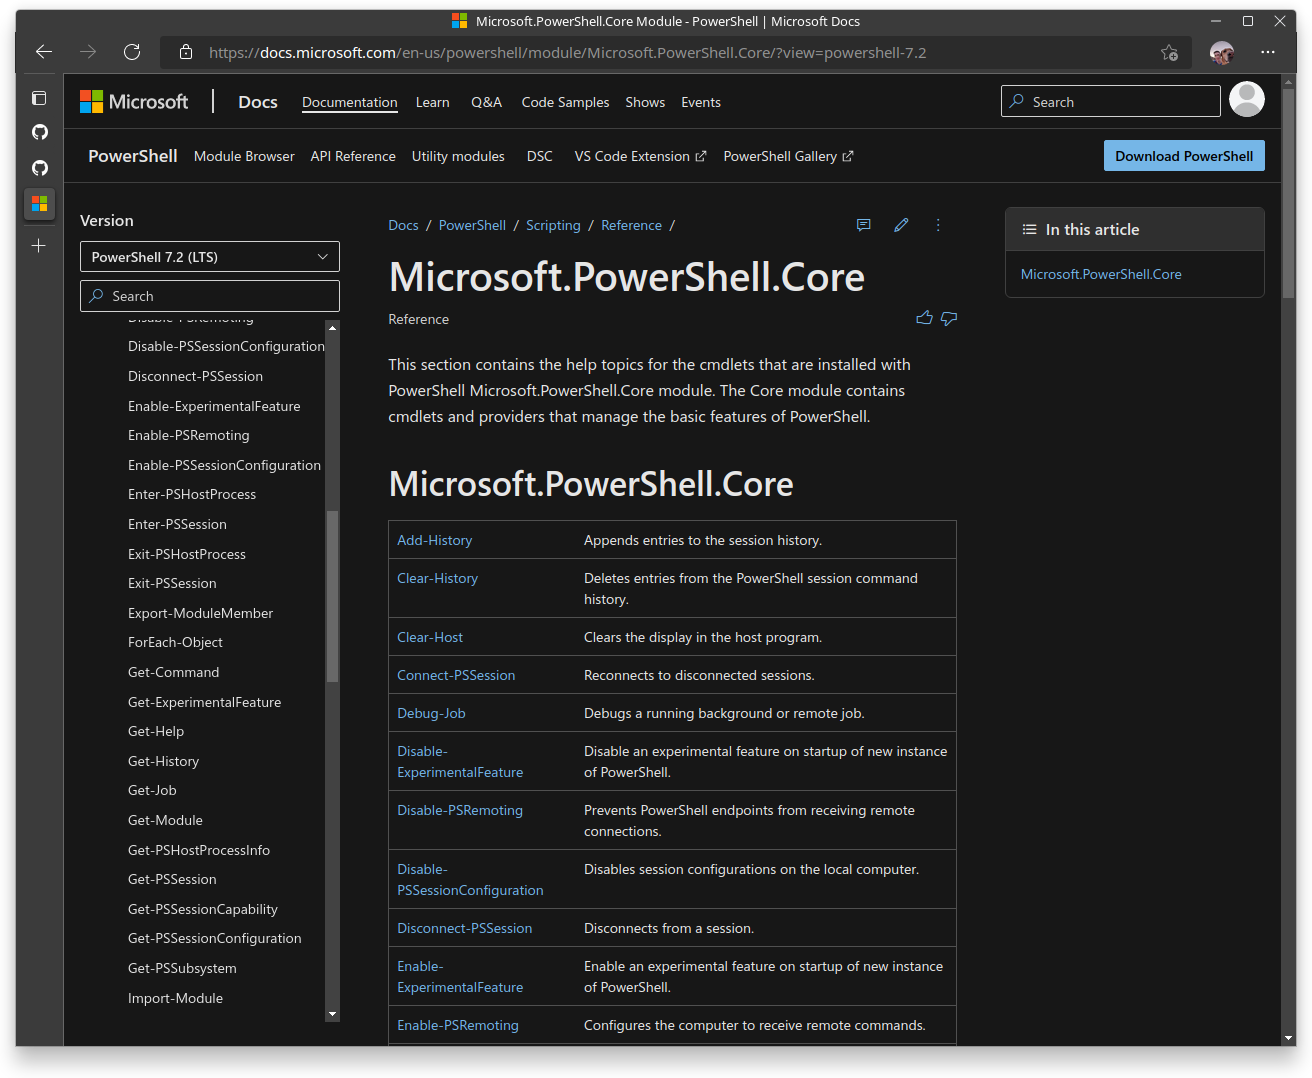 Microsoft.PowerShell.Core Module - PowerShell | Microsoft Docs
https://docs.microsoft.com/en-us/powershell/module/Microsoft.PowerShell.Core/?view=powershell-7.2
Microsoft
Docs
Documentation
Learn
Q&A
Code Samples
Shows
Events
Search
PowerShell
Module Browser
API Reference
Utility modules
DSC
VS Code Extension
PowerShell Gallery
Download PowerShell
Version
PowerShell 7.2 (LTS)
Search
Disable-PSRemoting
Disable-PSSessionConfiguration
Disconnect-PSSession
Enable-ExperimentalFeature
Enable-PSRemoting
Enable-PSSessionConfiguration
Enter-PSHostProcess
Enter-PSSession
Exit-PSHostProcess
Exit-PSSession
Export-ModuleMember
ForEach-Object
Get-Command
Get-ExperimentalFeature
Get-Help
Get-History
Get-Job
Get-Module
Get-PSHostProcessInfo
Get-PSSession
Get-PSSessionCapability
Get-PSSessionConfiguration
Get-PSSubsystem
Import-Module
Docs / PowerShell / Scripting / Reference /
Microsoft.PowerShell.Core
Reference
This section contains the help topics for the cmdlets that are installed with
PowerShell Microsoft.PowerShell.Core module. The Core module contains
cmdlets and providers that manage the basic features of PowerShell.
Microsoft.PowerShell.Core
Add-History
Appends entries to the session history.
Clear-History
Deletes entries from the PowerShell session command
history.
Clear-Host
Clears the display in the host program.
Connect-PSSession
Reconnects to disconnected sessions.
Debug-Job
Debugs a running background or remote job.
Disable-
ExperimentalFeature
Disable an experimental feature on startup of new instance
of PowerShell.
Disable-PSRemoting
Prevents PowerShell endpoints from receiving remote
connections.
Disable-
PSSessionConfiguration
Disables session configurations on the local computer.
Disconnect-PSSession
Disconnects from a session.
Enable-
ExperimentalFeature
Enable an experimental feature on startup of new instance
of PowerShell.
Enable-PSRemoting
Configures the computer to receive remote commands.
In this article
Microsoft.PowerShell.Core